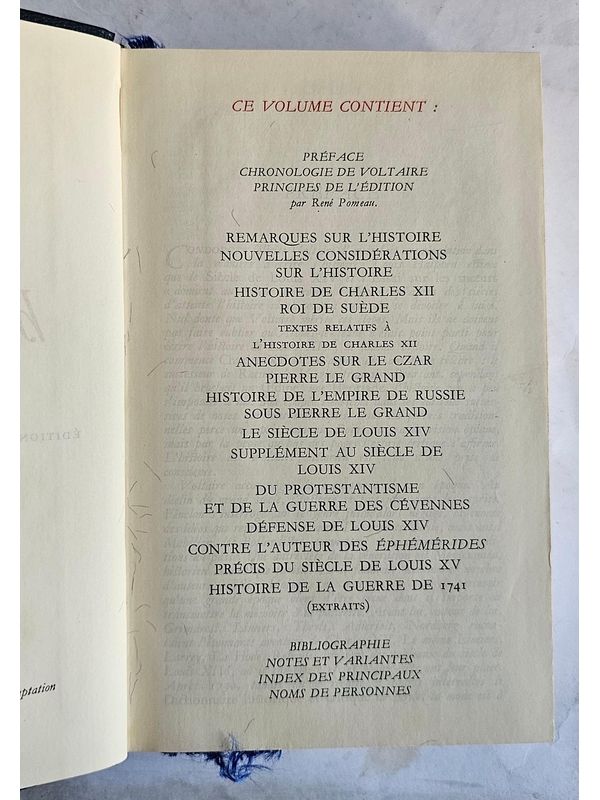 CE VOLUME CONTIENT :
PRÉFACE
CHRONOLOGIE DE VOLTAIRE
PRINCIPES DE L'ÉDITION
par René Pomeau.
REMARQUES SUR L'HISTOIRE
NOUVELLES CONSIDÉRATIONS
SUR L'HISTOIRE
HISTOIRE DE CHARLES XII
ROI DE SUÈDE
TEXTES RELATIFS À
L'HISTOIRE DE CHARLES XII
ANECDOTES SUR LE CZAR
PIERRE LE GRAND
HISTOIRE DE L'EMPIRE DE RUSSIE
SOUS PIERRE LE GRAND
LE SIÈCLE DE LOUIS XIV
SUPPLÉMENT AU SIÈCLE DE
LOUIS XIV
DU PROTESTANTISME
ET DE LA GUERRE DES CÉVENNES
DÉFENSE DE LOUIS XIV
CONTRE L'AUTEUR DES ÉPHÉMÉRIDES
PRÉCIS DU SIÈCLE DE LOUIS XV
HISTOIRE DE LA GUERRE DE 1741
(EXTRAITS)
BIBLIOGRAPHIE
NOTES ET VARIANTES
INDEX DES PRINCIPAUX
NOMS DE PERSONNES